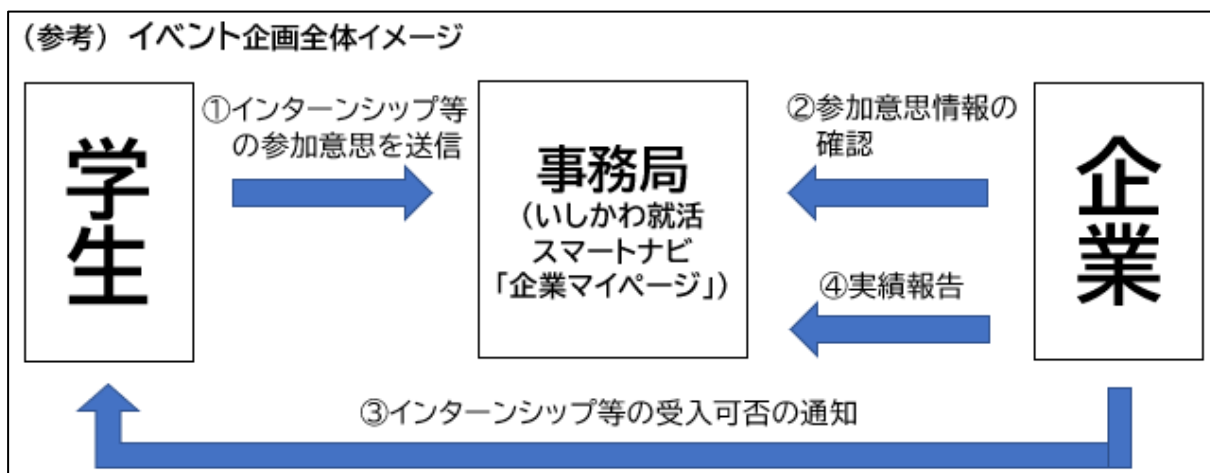 (参考) イベント企画全体イメージ
学生
①インターンシップ等
の参加意思を送信
事務局
(いしかわ就活
スマートナビ
「企業マイページ」)
②参加意思情報の
確認
④実績報告
企業
③インターンシップ等の受入可否の通知